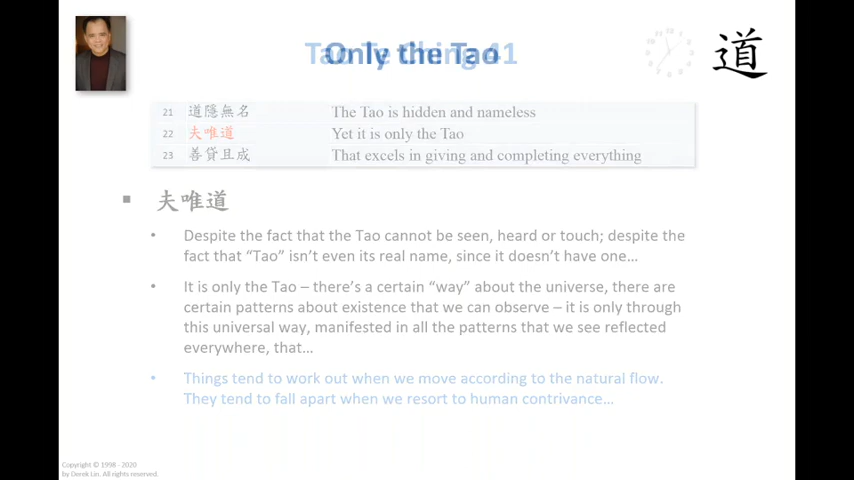 Tao Te Ching 41
Only the Tao
道
21 道隱無名 The Tao is hidden and nameless
22 夫唯道 Yet it is only the Tao
23 善貸且成 That excels in giving and completing everything
▪ 夫唯道
• Despite the fact that the Tao cannot be seen, heard or touch; despite the
fact that “Tao” isn’t even its real name, since it doesn’t have one…
• It is only the Tao – there’s a certain “way” about the universe, there are
certain patterns about existence that we can observe – it is only through
this universal way, manifested in all the patterns that we see reflected
everywhere, that…
• Things tend to work out when we move according to the natural flow.
They tend to fall apart when we resort to human contrivance…
Copyright © 1998 - 2020
by Derek Lin. All rights reserved.